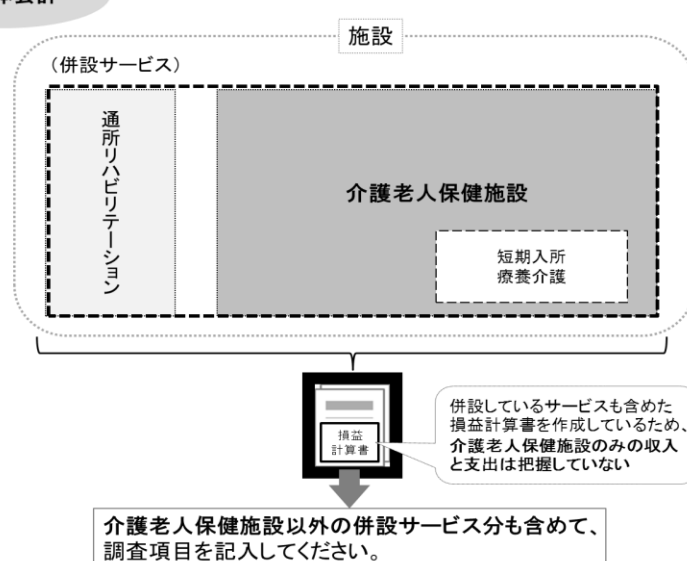 施設
（併設サービス）
通所リハビリテーション
介護老人保健施設
短期入所
療養介護
損益
計算書
併設しているサービスも含めた
損益計算書を作成しているため、
介護老人保健施設のみの収入
と支出は把握していない
介護老人保健施設以外の併設サービス分も含めて、
調査項目を記入してください。